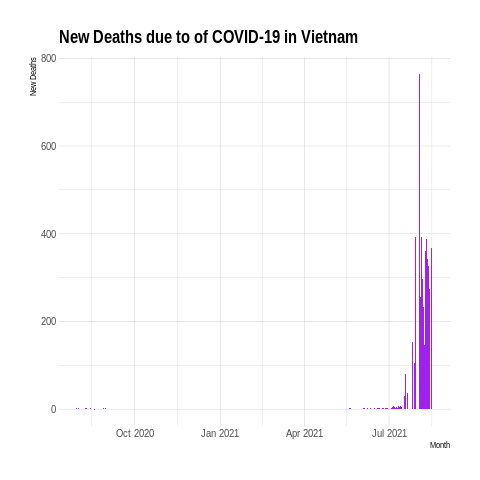 New Deaths due to of COVID-19 in Vietnam
New Deaths
800
600
400
200
0
Oct 2020
Jan 2021
Apr 2021
Jul 2021
Month